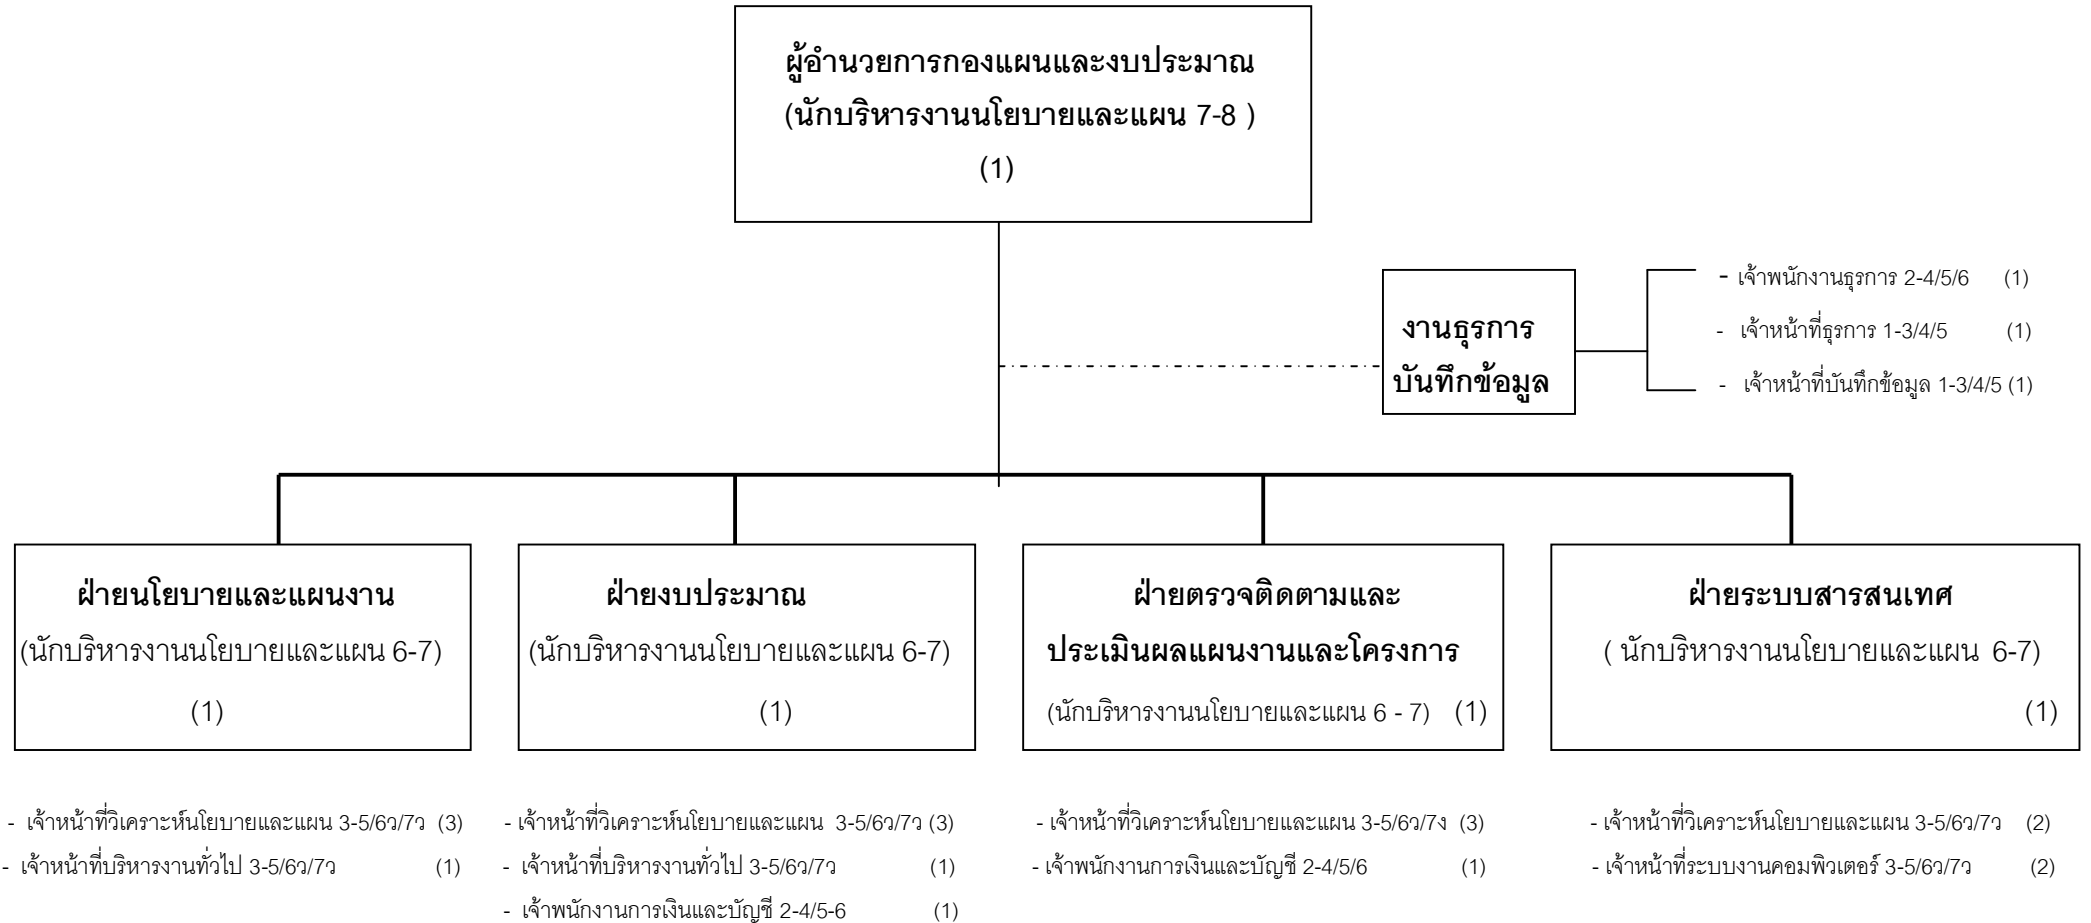 ผู้อำนวยการกองแผนและงบประมาณ
(นักบริหารงานนโยบายและแผน 7-8 )
(1)
งานธุรการ
บันทึกข้อมูล
- เจ้าพนักงานธุรการ 2-4/5/6 (1)
- เจ้าหน้าที่ธุรการ 1-3/4/5 (1)
- เจ้าหน้าที่บันทึกข้อมูล 1-3/4/5 (1)
ฝ่ายนโยบายและแผนงาน
(นักบริหารงานนโยบายและแผน 6-7)
(1)
- เจ้าหน้าที่วิเคราะห์นโยบายและแผน 3-5/6ว/7ว (3)
- เจ้าหน้าที่บริหารงานทั่วไป 3-5/6ว/7ว (1)
ฝ่ายงบประมาณ
(นักบริหารงานนโยบายและแผน 6-7)
(1)
- เจ้าหน้าที่วิเคราะห์นโยบายและแผน 3-5/6ว/7ว (3)
- เจ้าหน้าที่บริหารงานทั่วไป 3-5/6ว/7ว (1)
- เจ้าพนักงานการเงินและบัญชี 2-4/5-6 (1)
ฝ่ายตรวจติดตามและ
ประเมินผลแผนงานและโครงการ
(นักบริหารงานนโยบายและแผน 6 - 7) (1)
- เจ้าหน้าที่วิเคราะห์นโยบายและแผน 3-5/6ว/7ง (3)
- เจ้าพนักงานการเงินและบัญชี 2-4/5/6 (1)
ฝ่ายระบบสารสนเทศ
( นักบริหารงานนโยบายและแผน 6-7)
(1)
- เจ้าหน้าที่วิเคราะห์นโยบายและแผน 3-5/6ว/7ว (2)
- เจ้าหน้าที่ระบบงานคอมพิวเตอร์ 3-5/6ว/7ว (2)